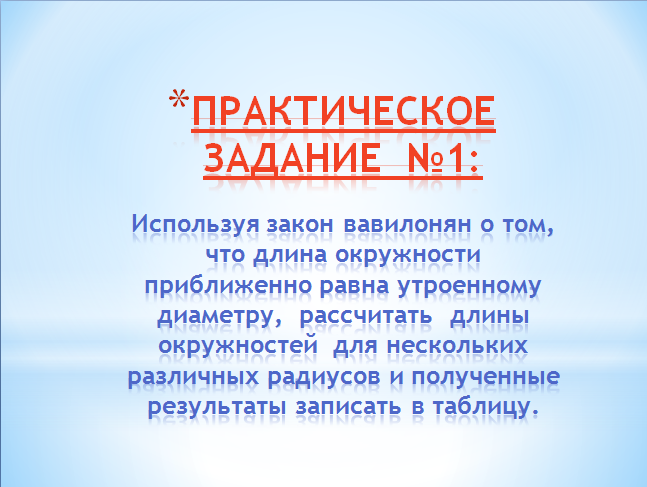 *ПРАКТИЧЕСКОЕ
ЗАДАНИЕ №1:
Используя закон вавилонян о том,
что длина окружности
приближенно равна утроенному
диаметру, рассчитать длины
окружностей для нескольких
различных радиусов и полученные
результаты записать в таблицу.